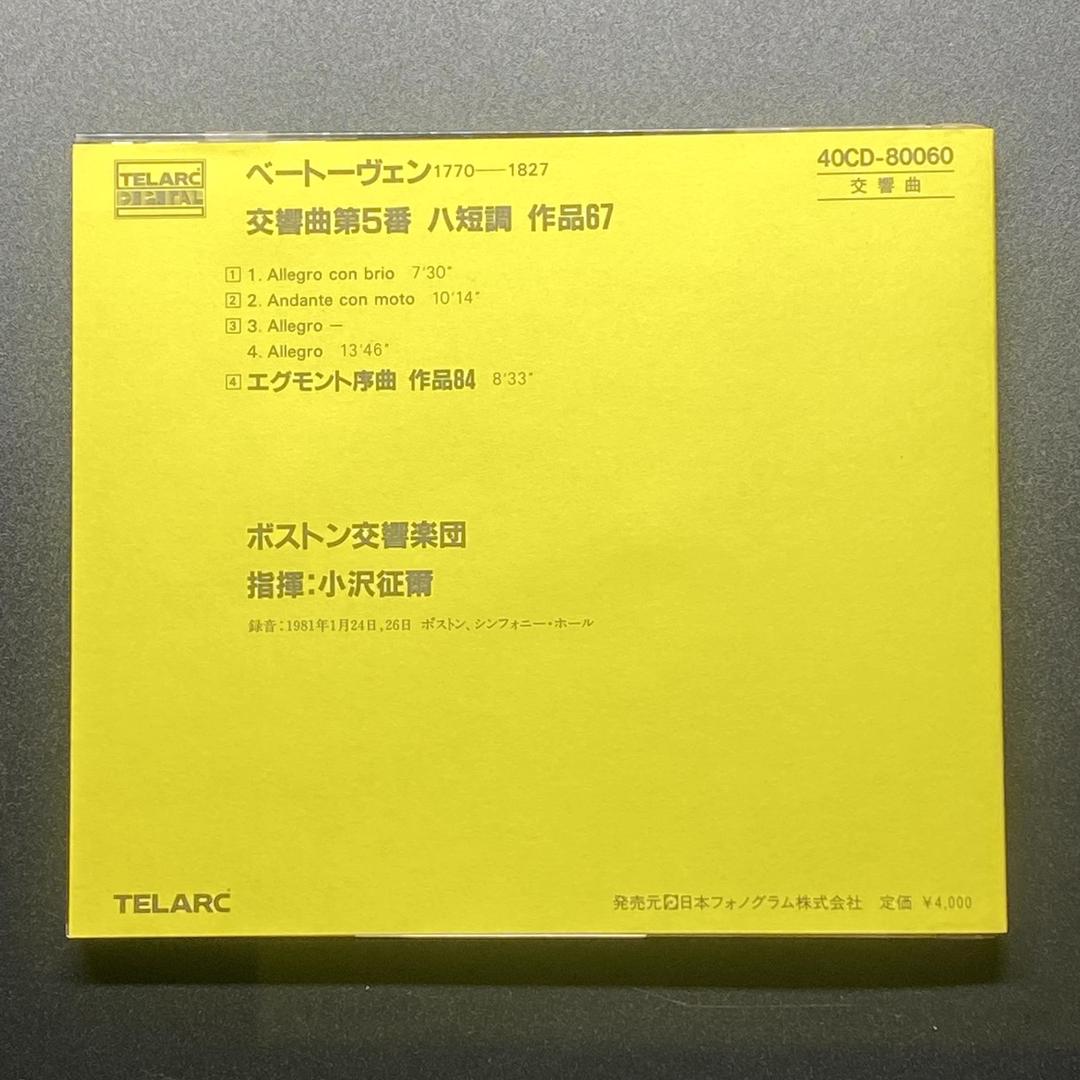 TELARC
DIGITAL
ベートーヴェン1770—1827
40CD-80060
交響曲
交響曲第5番 ハ短調 作品67
1 1. Allegro con brio 7'30"
2 2. Andante con moto 10'14"
3 3. Allegro —
4. Allegro 13'46"
4 エグモント序曲 作品84 8'33"
ボストン交響楽団
指揮:小沢征爾
録音:1981年1月24日,26日 ボストン、シンフォニー・ホール
TELARC
発売元 日本フォノグラム株式会社 定価 ¥4,000